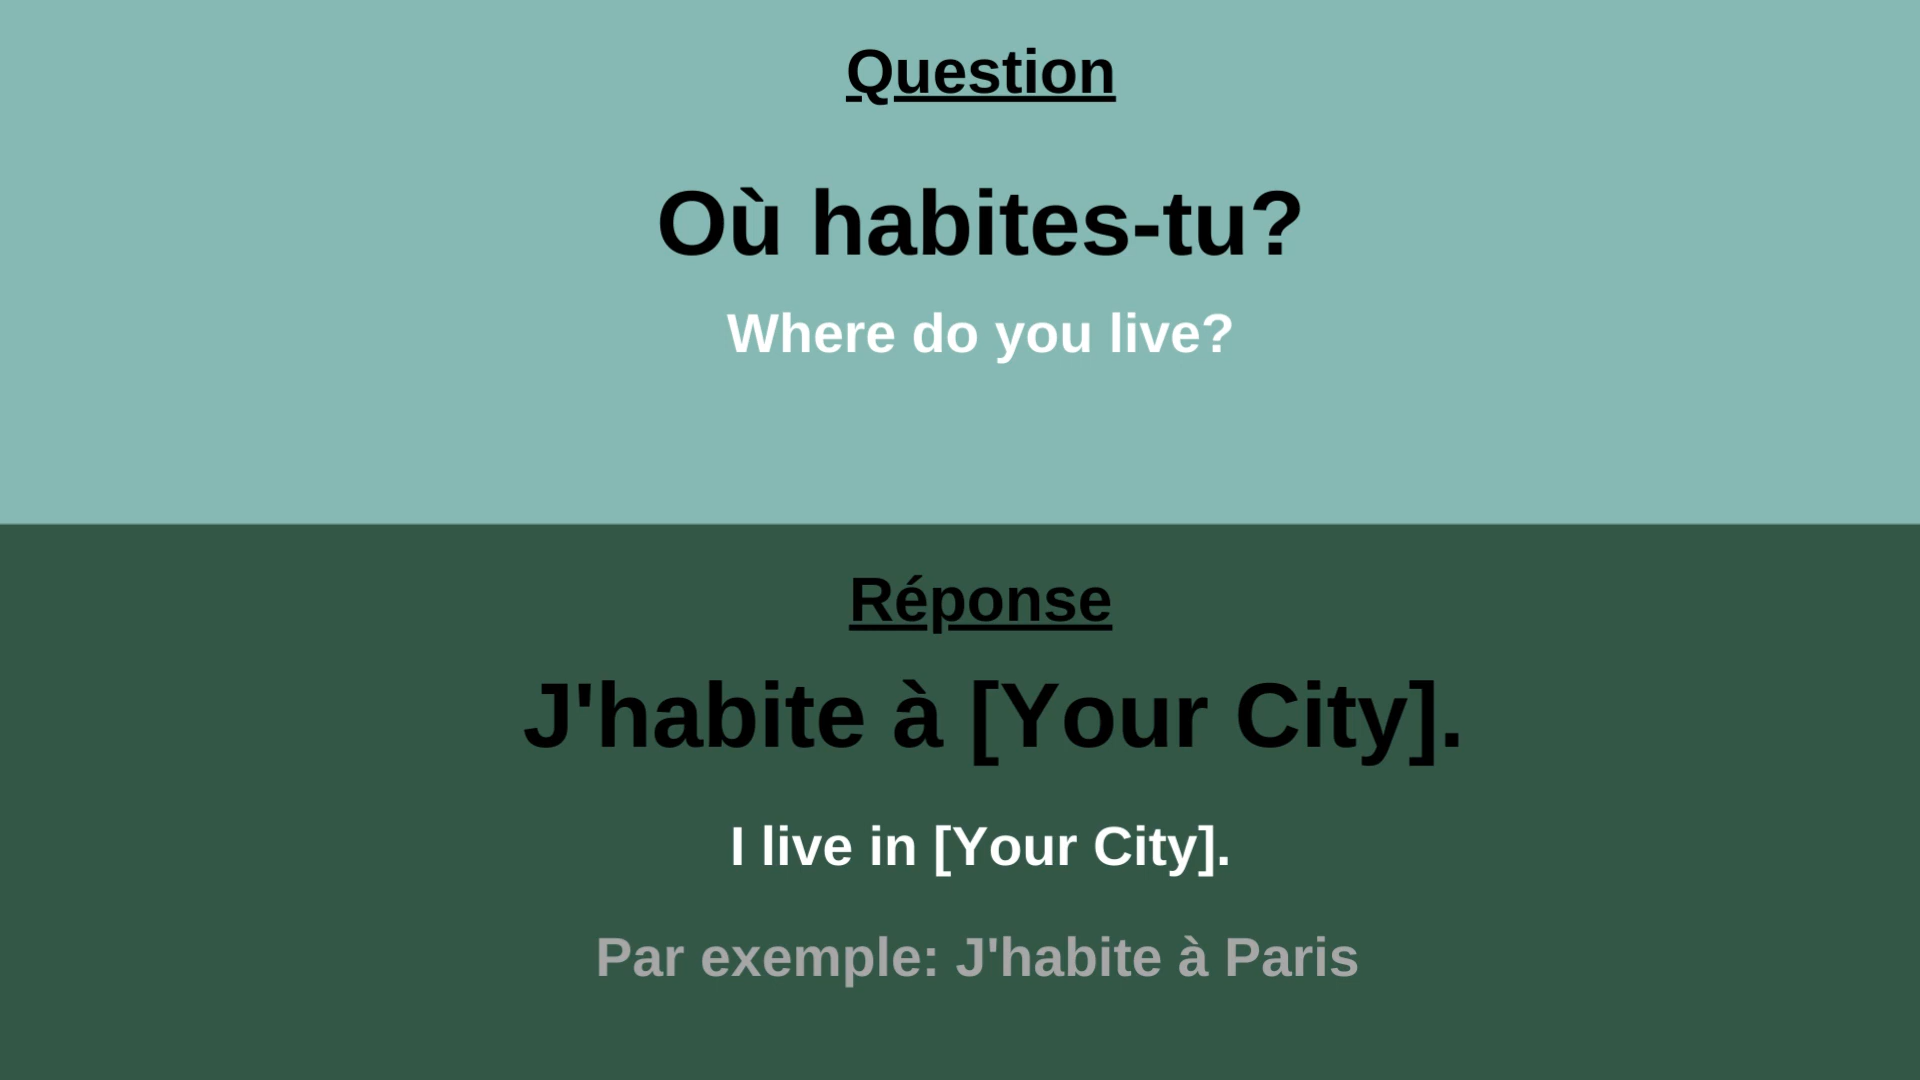 Question
Où habites-tu?
Where do you live?
Réponse
J'habite à [Your City].
I live in [Your City].
Par exemple: J'habite à Paris